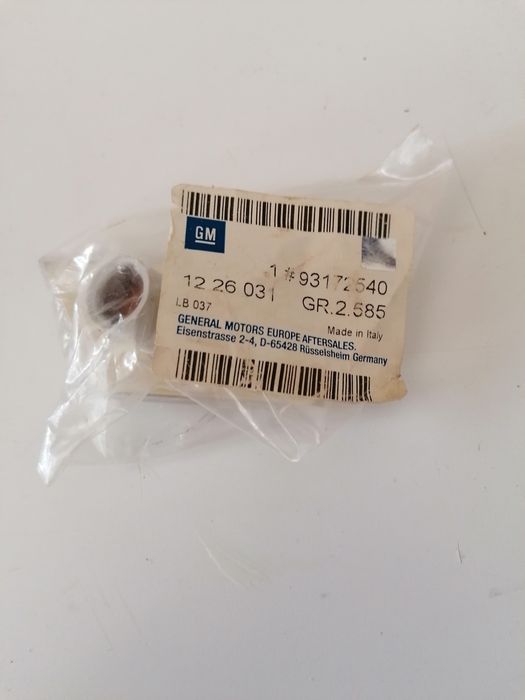 GM
1 # 93172540
12 26 031 GR.2.585
LB 037 Made in Italy
GENERAL MOTORS EUROPE AFTERSALES.
Eisenstrasse 2-4, D-65428 Rüsselsheim Germany